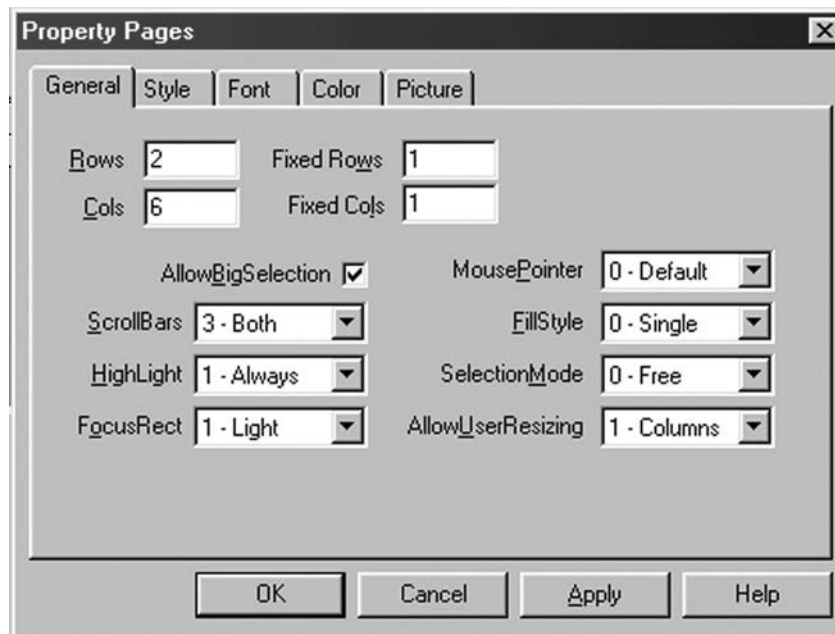 Property Pages
General Style Font Color Picture
Rows 2 Fixed Rows 1
Cols 6 Fixed Cols 1
AllowBigSelection MousePointer 0 - Default
ScrollBars 3 - Both FillStyle 0 - Single
HighLight 1 - Always SelectionMode 0 - Free
FocusRect 1 - Light AllowUserResizing 1 - Columns
OK Cancel Apply Help